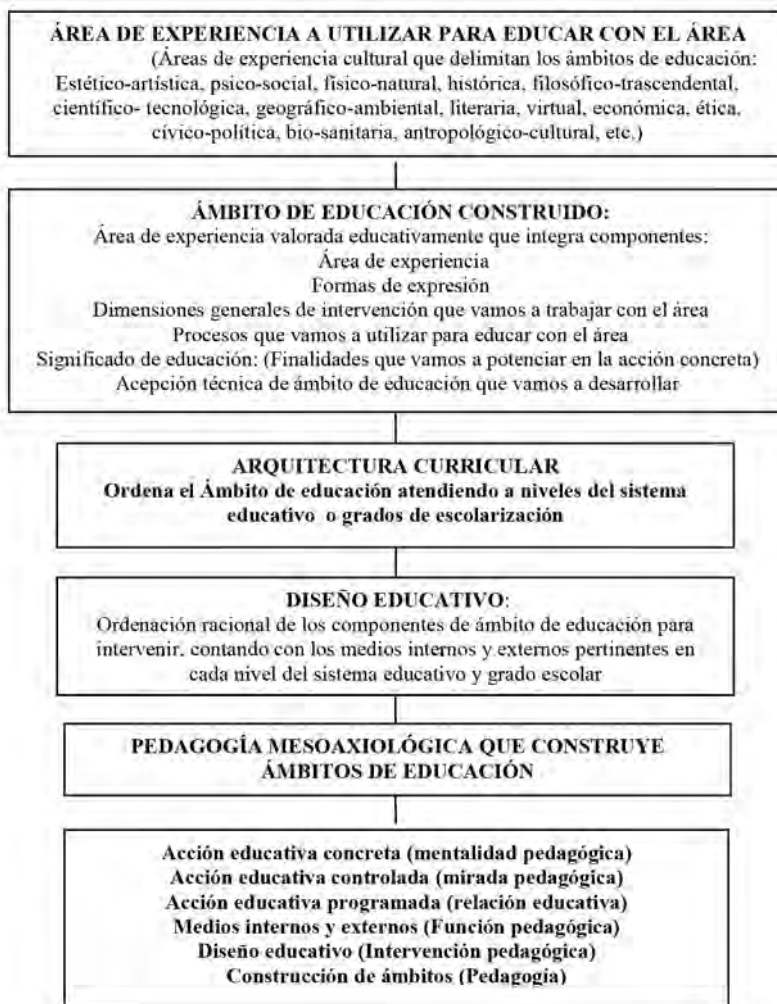 ÁREA DE EXPERIENCIA A UTILIZAR PARA EDUCAR CON EL ÁREA
(Áreas de experiencia cultural que delimitan los ámbitos de educación:
Estético-artística, psico-social, físico-natural, histórica, filosófico-trascendental,
científico- tecnológica, geográfico-ambiental, literaria, virtual, económica, ética,
cívico-política, bio-sanitaria, antropológico-cultural, etc.)
ÁMBITO DE EDUCACIÓN CONSTRUIDO:
Área de experiencia valorada educativamente que integra componentes:
Área de experiencia
Formas de expresión
Dimensiones generales de intervención que vamos a trabajar con el área
Procesos que vamos a utilizar para educar con el área
Significado de educación: (Finalidades que vamos a potenciar en la acción concreta)
Acepción técnica de ámbito de educación que vamos a desarrollar
ARQUITECTURA CURRICULAR
Ordena el Ámbito de educación atendiendo a niveles del sistema
educativo o grados de escolarización
DISEÑO EDUCATIVO:
Ordenación racional de los componentes de ámbito de educación para
intervenir, contando con los medios internos y externos pertinentes en
cada nivel del sistema educativo y grado escolar
PEDAGOGÍA MESOAXIOLÓGICA QUE CONSTRUYE
ÁMBITOS DE EDUCACIÓN
Acción educativa concreta (mentalidad pedagógica)
Acción educativa controlada (mirada pedagógica)
Acción educativa programada (relación educativa)
Medios internos y externos (Función pedagógica)
Diseño educativo (Intervención pedagógica)
Construcción de ámbitos (Pedagogía)